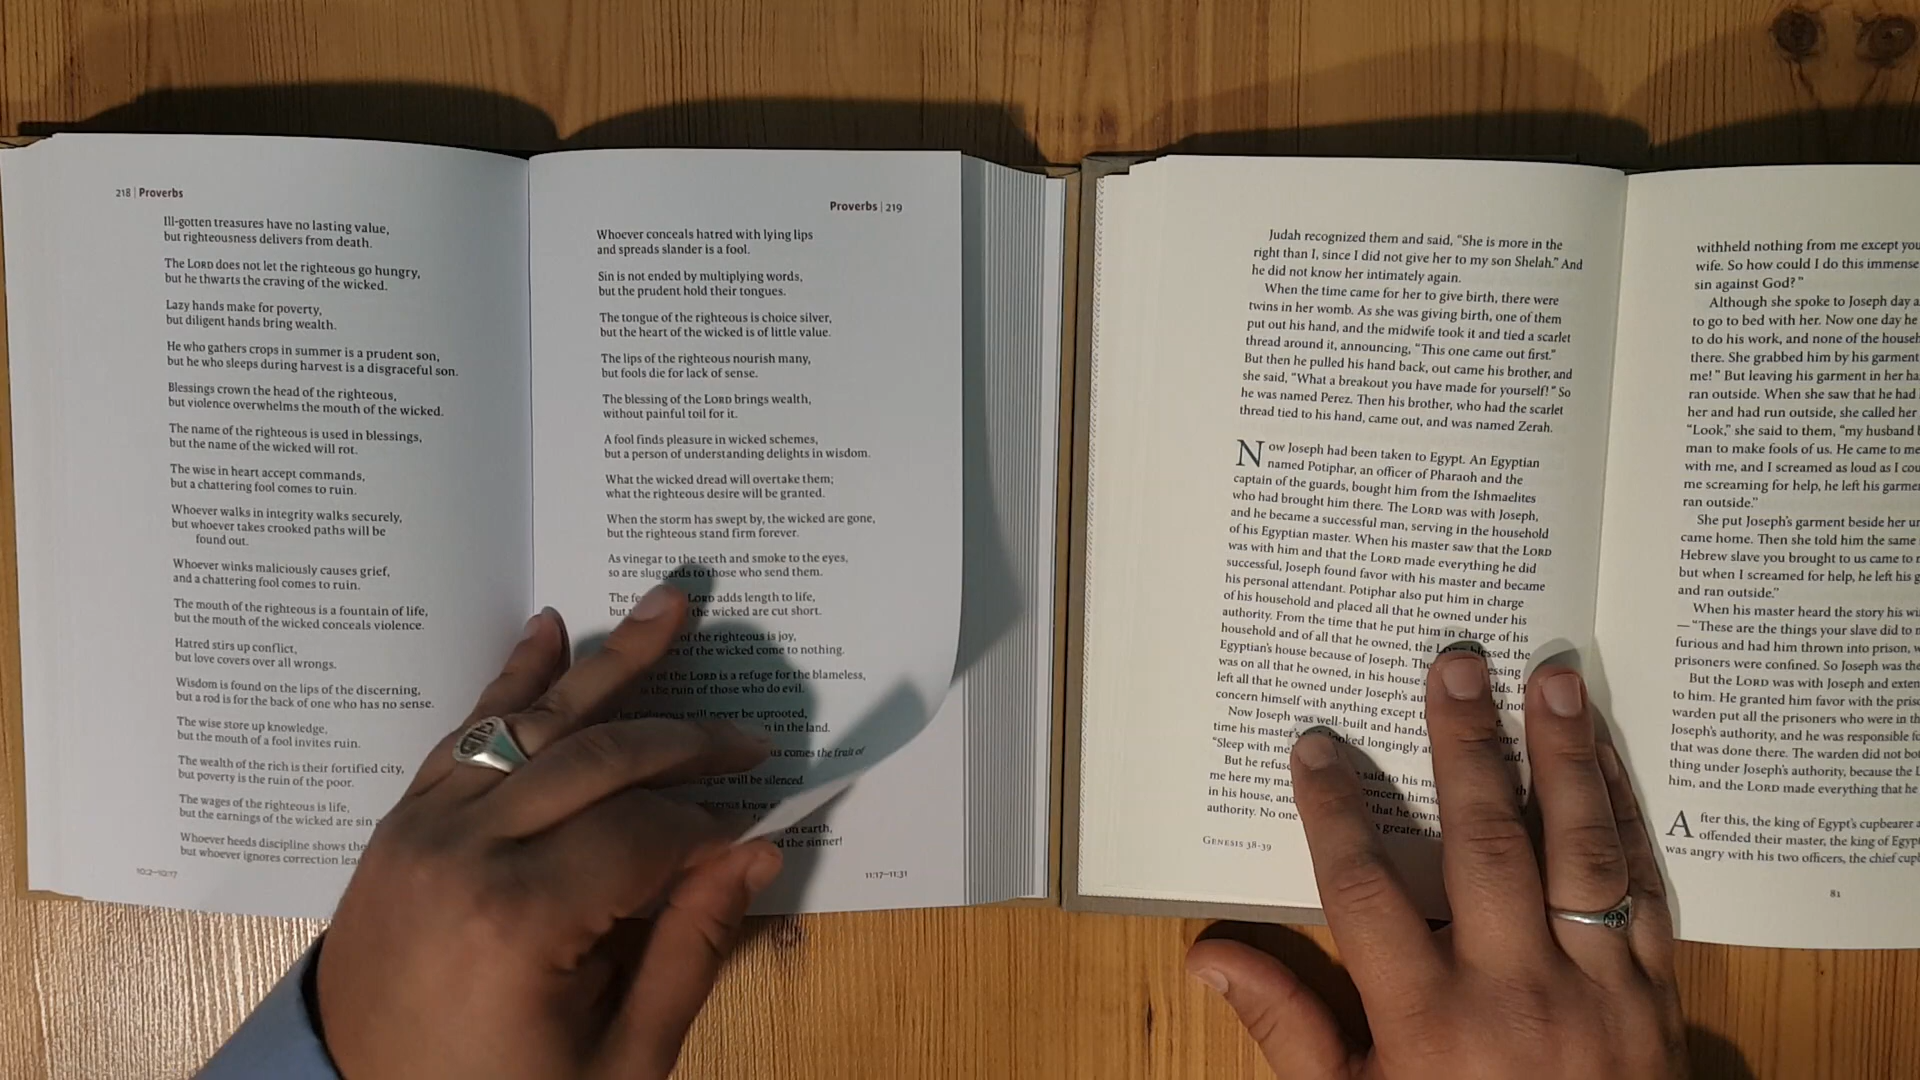 218 | Proverbs
Ill-gotten treasures have no lasting value,
but righteousness delivers from death.
The LORD does not let the righteous go hungry,
but he thwarts the craving of the wicked.
Lazy hands make for poverty,
but diligent hands bring wealth.
He who gathers crops in summer is a prudent son,
but he who sleeps during harvest is a disgraceful son.
Blessings crown the head of the righteous,
but violence overwhelms the mouth of the wicked.
The name of the righteous is used in blessings,
but the name of the wicked will rot.
The wise in heart accept commands,
but a chattering fool comes to ruin.
Whoever walks in integrity walks securely,
but whoever takes crooked paths will be
found out.
Whoever winks maliciously causes grief,
and a chattering fool comes to ruin.
The mouth of the righteous is a fountain of life,
but the mouth of the wicked conceals violence.
Hatred stirs up conflict,
but love covers over all wrongs.
Wisdom is found on the lips of the discerning,
but a rod is for the back of one who has no sense.
The wise store up knowledge,
but the mouth of a fool invites ruin.
The wealth of the rich is their fortified city,
but poverty is the ruin of the poor.
The wages of the righteous is life,
but the earnings of the wicked are sin
Whoever heeds discipline shows the
but whoever ignores correction
10:2–10:17
Proverbs | 219
Whoever conceals hatred with lying lips
and spreads slander is a fool.
Sin is not ended by multiplying words,
but the prudent hold their tongues.
The tongue of the righteous is choice silver,
but the heart of the wicked is of little value.
The lips of the righteous nourish many,
but fools die for lack of sense.
The blessing of the LORD brings wealth,
without painful toil for it.
A fool finds pleasure in wicked schemes,
but a person of understanding delights in wisdom.
What the wicked dread will overtake them;
what the righteous desire will be granted.
When the storm has swept by, the wicked are gone,
but the righteous stand firm forever.
As vinegar to the teeth and smoke to the eyes,
so are sluggards to those who send them.
The LORD adds length to life,
but the wicked are cut short.
of the righteous is joy,
of the wicked come to nothing.
of the LORD is a refuge for the blameless,
the ruin of those who do evil.
righteous will never be uprooted,
in the land.
comes the fruit of
will be silenced.
know
on earth,
the sinner!
11:17–11:31
Judah recognized them and said, “She is more in the
right than I, since I did not give her to my son Shelah.” And
he did not know her intimately again.
When the time came for her to give birth, there were
twins in her womb. As she was giving birth, one of them
put out his hand, and the midwife took it and tied a scarlet
thread around it, announcing, “This one came out first.”
But then he pulled his hand back, out came his brother, and
she said, “What a breakout you have made for yourself!” So
he was named Perez. Then his brother, who had the scarlet
thread tied to his hand, came out, and was named Zerah.
Now Joseph had been taken to Egypt. An Egyptian
named Potiphar, an officer of Pharaoh and the
captain of the guards, bought him from the Ishmaelites
who had brought him there. The LORD was with Joseph,
and he became a successful man, serving in the household
of his Egyptian master. When his master saw that the LORD
was with him and that the LORD made everything he did
successful, Joseph found favor with his master and became
his personal attendant. Potiphar also put him in charge
of his household and placed all that he owned under his
authority. From the time that he put him in charge of his
household and of all that he owned, the LORD blessed the
Egyptian’s house because of Joseph.
was on all that he owned, in his house
left all that he owned under Joseph’s
concern himself with anything except
Now Joseph was well-built and
time his master’s looked longingly
“Sleep with me
But he said to his
me here my concern
in his house, and that he owns
authority. No one greater
GENESIS 38-39
withheld nothing from me except
wife. So how could I do this immense
sin against God?”
Although she spoke to Joseph day
to go to bed with her. Now one day he
to do his work, and none of the
there. She grabbed him by his garment
me!” But leaving his garment in her
ran outside. When she saw that he had
her and had run outside, she called her
“Look,” she said to them, “my husband
man to make fools of us. He came to me
with me, and I screamed as loud as I
me screaming for help, he left his
ran outside.”
She put Joseph’s garment beside her
came home. Then she told him the same
Hebrew slave you brought to us came to
but when I screamed for help, he left his
and ran outside.”
When his master heard the story his
—“These are the things your slave did to
furious and had him thrown into prison,
prisoners were confined. So Joseph was
But the LORD was with Joseph and
to him. He granted him favor with the
warden put all the prisoners who were in
Joseph’s authority, and he was responsible
that was done there. The warden did not
thing under Joseph’s authority, because the
him, and the LORD made everything that he
After this, the king of Egypt’s cupbearer
offended their master, the king of
was angry with his two officers, the chief
81